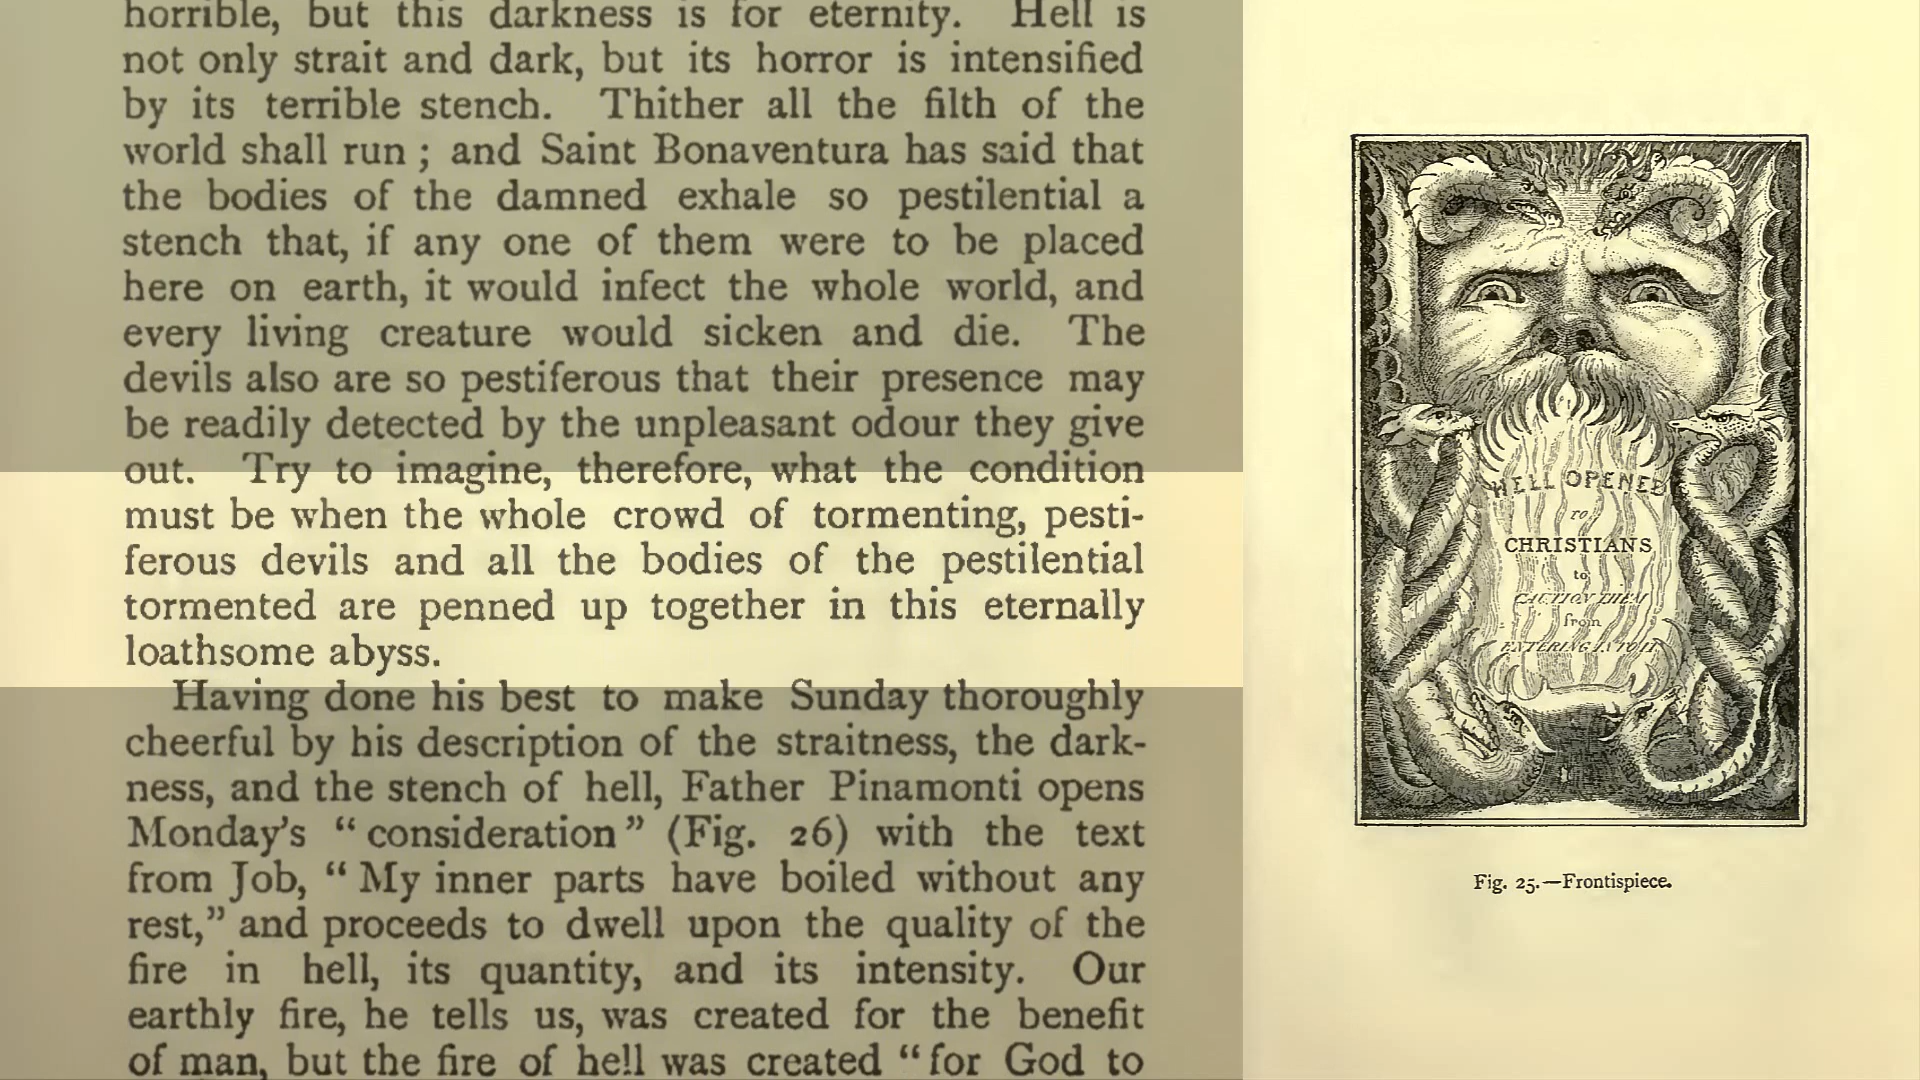 horrible, but this darkness is for eternity. Hell is
not only strait and dark, but its horror is intensified
by its terrible stench. Thither all the filth of the
world shall run ; and Saint Bonaventura has said that
the bodies of the damned exhale so pestilential a
stench that, if any one of them were to be placed
here on earth, it would infect the whole world, and
every living creature would sicken and die. The
devils also are so pestiferous that their presence may
be readily detected by the unpleasant odour they give
out. Try to imagine, therefore, what the condition
must be when the whole crowd of tormenting, pesti-
ferous devils and all the bodies of the pestilential
tormented are penned up together in this eternally
loathsome abyss.
Having done his best to make Sunday thoroughly
cheerful by his description of the straitness, the dark-
ness, and the stench of hell, Father Pinamonti opens
Monday's “ consideration ” (Fig. 26) with the text
from Job, “ My inner parts have boiled without any
rest,” and proceeds to dwell upon the quality of the
fire in hell, its quantity, and its intensity. Our
earthly fire, he tells us, was created for the benefit
of man, but the fire of hell was created “ for God to
HELL OPENED
TO
CHRISTIANS
to
CAUTION THEM
from
ENTERING INTO IT
Fig. 25.—Frontispiece.